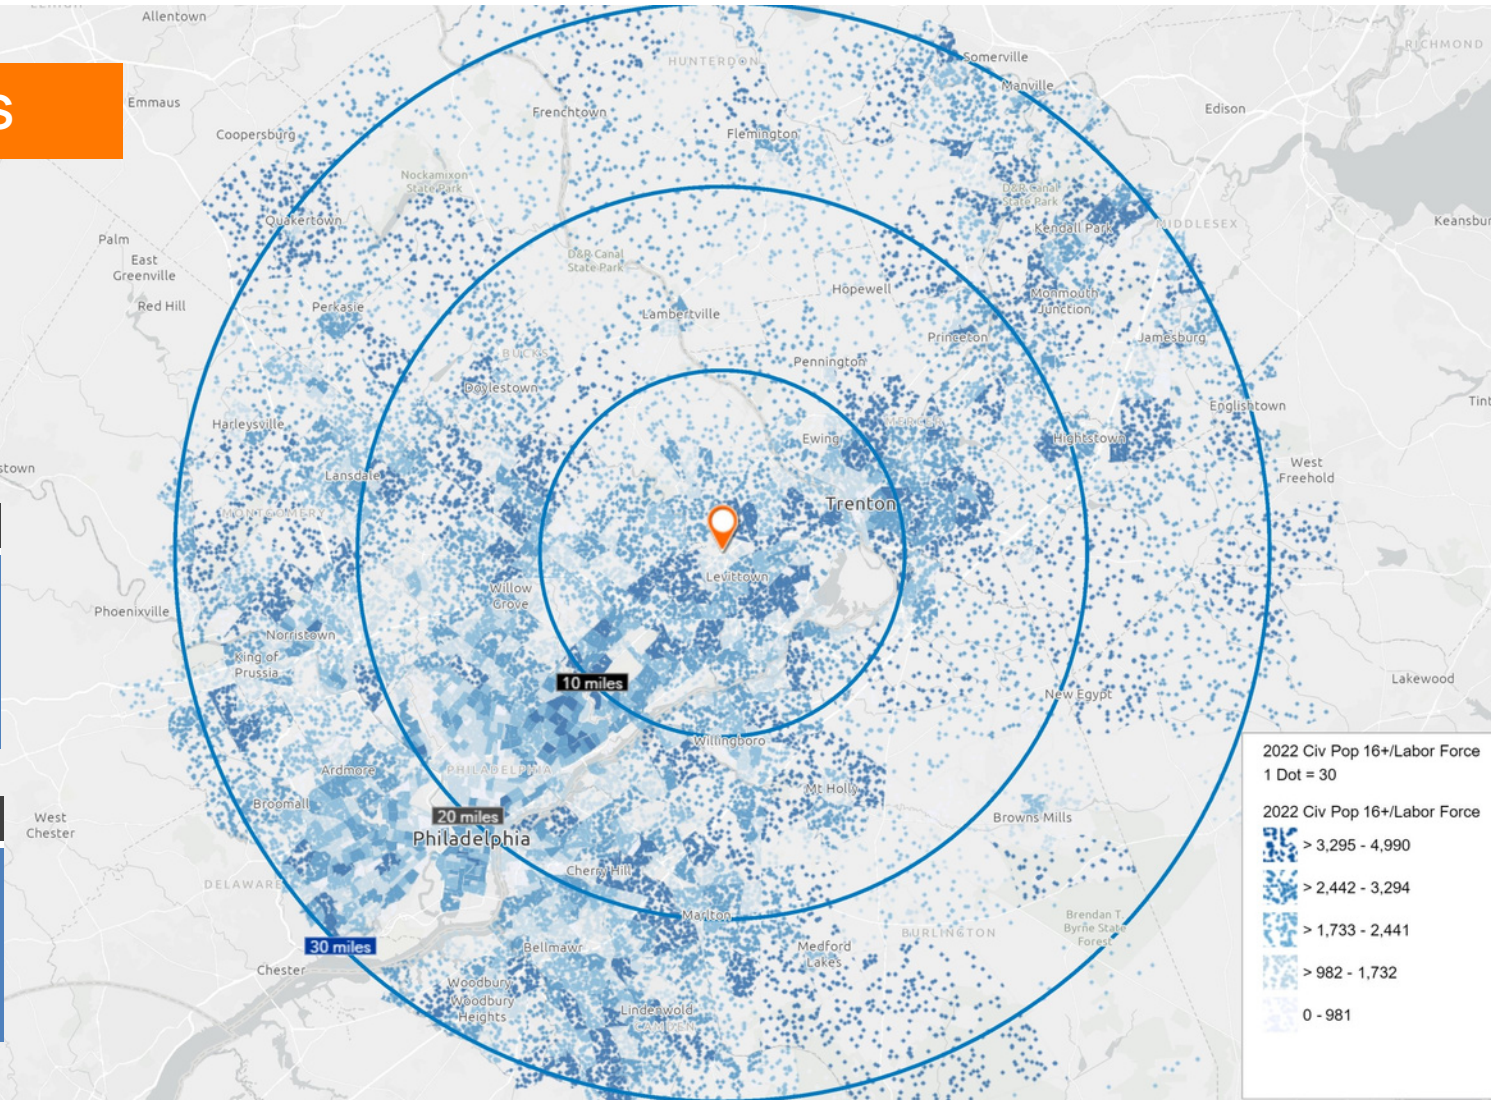 Allentown
Emmaus
Coopersburg
S
Frenchtown
HUNTERDON
Flemington
Somerville
Manville
Edison
RICHMOND
Nockamixon
State Park
Quakertown
D&R Canal
State Park
Kendall Park
MIDDLESEX
Keansbur
Palm
East
Greenville
Red Hill
Perkasie
D&R Canal
State Park
Hopewell
Lambertville
Monmouth
Junction
Princeton
Jamesburg
BUCKS
Pennington
Doylestown
Harleysville
Englishtown
Tint
Ewing
MERCER
Hightstown
stown
Lansdale
West
Freehold
MONTGOMERY
Trenton
Levittown
Willow
Grove
Phoenixville
Norristown
King of
Prussia
10 miles
New Egypt
Lakewood
Willingboro
PHILADELPHIA
Ardmore
Mt Holly
Broomall
20 miles
Philadelphia
West
Chester
Browns Mills
Cherry Hill
DELAWARE
Marlton
Brendan T.
Byrne State
Forest
BURLINGTON
30 miles
Bellmawr
Medford
Lakes
Chester
Woodbury
Woodbury
Heights
Lindenwold
CAMDEN
2022 Civ Pop 16+/Labor Force
1 Dot = 30
2022 Civ Pop 16+/Labor Force
> 3,295 - 4,990
> 2,442 - 3,294
> 1,733 - 2,441
> 982 - 1,732
0 - 981